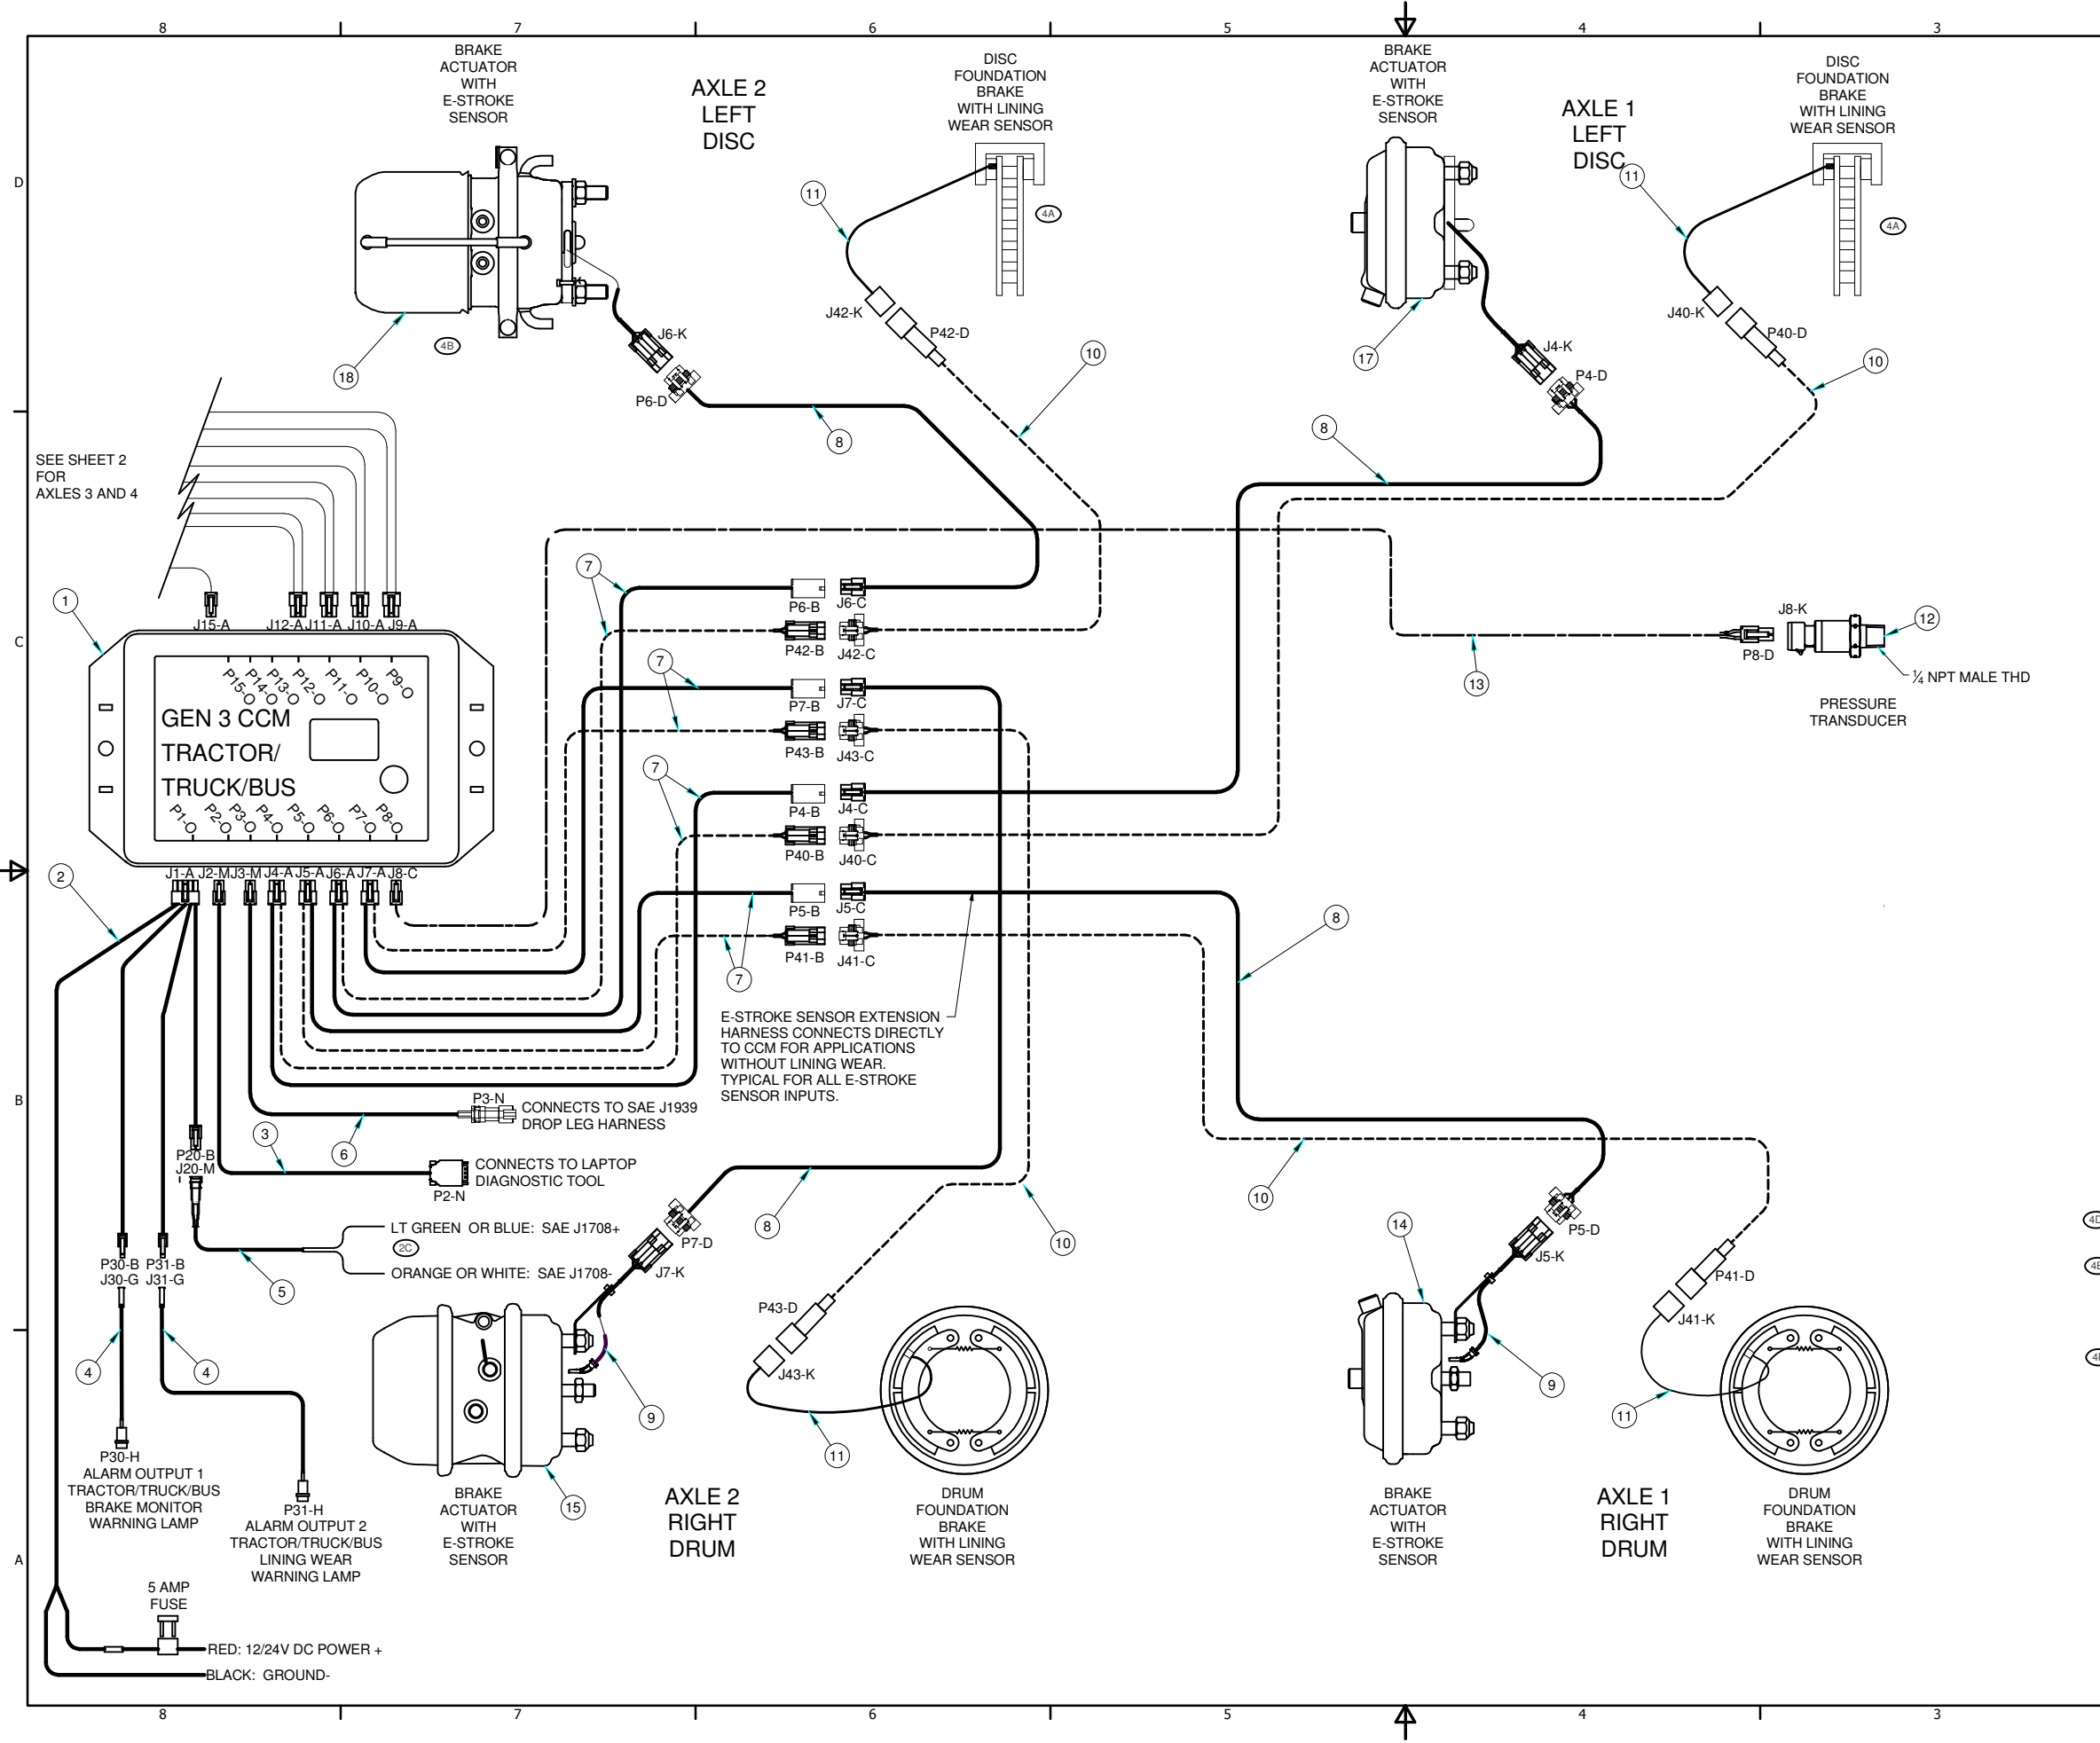 8
7
6
5
4
3
BRAKE
ACTUATOR
WITH
E-STROKE
SENSOR
AXLE 2
LEFT
DISC
DISC
FOUNDATION
BRAKE
WITH LINING
WEAR SENSOR
BRAKE
ACTUATOR
WITH
E-STROKE
SENSOR
AXLE 1
LEFT
DISC
DISC
FOUNDATION
BRAKE
WITH LINING
WEAR SENSOR
D
11
4A
11
4A
J42-K
P42-D
10
J6-K
P6-D
4B
18
8
17
J4-K
P4-D
J40-K
P40-D
10
8
SEE SHEET 2
FOR
AXLES 3 AND 4
C
1
J15-A
J12-A
J11-A
J10-A
J9-A
P15-O
P14-O
P13-O
P12-O
P11-O
P10-O
P9-O
GEN 3 CCM
TRACTOR/
TRUCK/BUS
P1-O
P2-O
P3-O
P4-O
P5-O
P6-O
P7-O
P8-O
J1-A
J2-M
J3-M
J4-A
J5-A
J6-A
J7-A
J8-C
2
7
P6-B
J6-C
P42-B
J42-C
7
P7-B
J7-C
P43-B
J43-C
7
P4-B
J4-C
P40-B
J40-C
P5-B
J5-C
P41-B
J41-C
7
13
J8-K
P8-D
12
¼ NPT MALE THD
PRESSURE
TRANSDUCER
8
E-STROKE SENSOR EXTENSION
HARNESS CONNECTS DIRECTLY
TO CCM FOR APPLICATIONS
WITHOUT LINING WEAR.
TYPICAL FOR ALL E-STROKE
SENSOR INPUTS.
B
P3-N
CONNECTS TO SAE J1939
DROP LEG HARNESS
6
3
P20-B
J20-M
CONNECTS TO LAPTOP
DIAGNOSTIC TOOL
P2-N
LT GREEN OR BLUE: SAE J1708+
2C
ORANGE OR WHITE: SAE J1708-
5
P30-B
J30-G
P31-B
J31-G
4
4
P7-D
J7-K
8
10
P43-D
J43-K
9
11
15
10
14
P5-D
J5-K
9
P41-D
J41-K
11
P30-H
ALARM OUTPUT 1
TRACTOR/TRUCK/BUS
BRAKE MONITOR
WARNING LAMP
P31-H
ALARM OUTPUT 2
TRACTOR/TRUCK/BUS
LINING WEAR
WARNING LAMP
BRAKE
ACTUATOR
WITH
E-STROKE
SENSOR
AXLE 2
RIGHT
DRUM
DRUM
FOUNDATION
BRAKE
WITH LINING
WEAR SENSOR
BRAKE
ACTUATOR
WITH
E-STROKE
SENSOR
AXLE 1
RIGHT
DRUM
DRUM
FOUNDATION
BRAKE
WITH LINING
WEAR SENSOR
A
5 AMP
FUSE
RED: 12/24V DC POWER +
BLACK: GROUND-
8
7
6
5
4
3